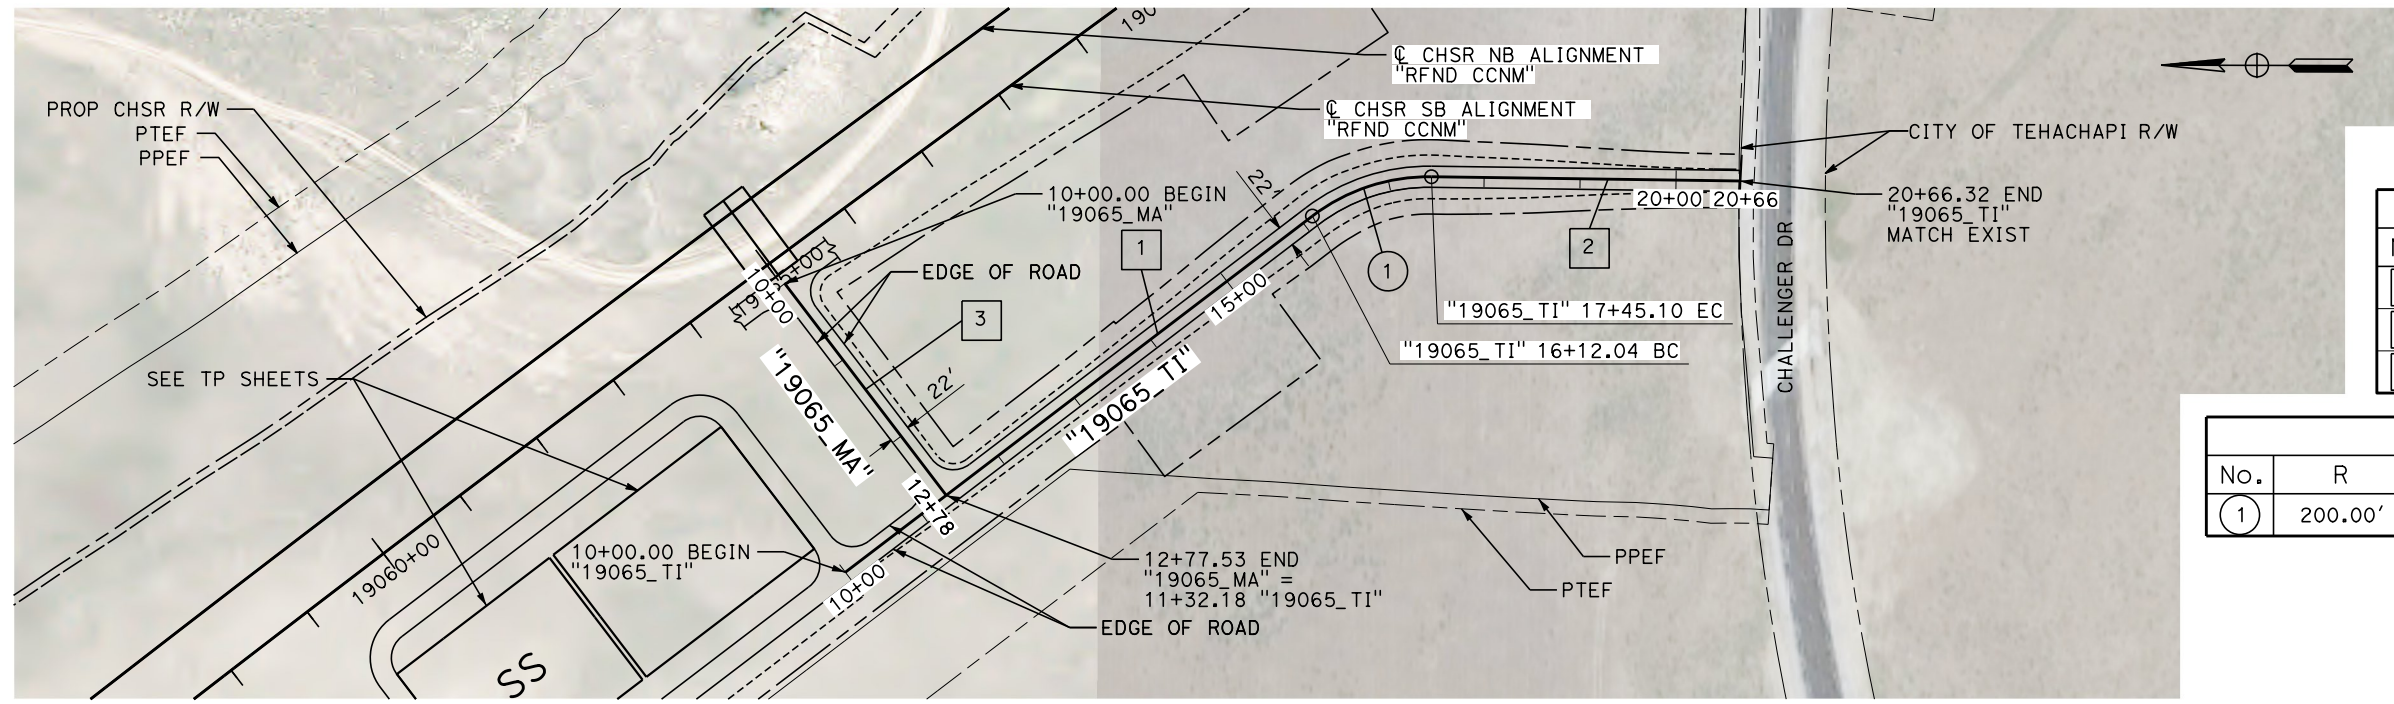 190
℄ CHSR NB ALIGNMENT
"RFND CCNM"
℄ CHSR SB ALIGNMENT
"RFND CCNM"
PROP CHSR R/W
PTEF
PPEF
CITY OF TEHACHAPI R/W
22'
10+00.00 BEGIN
"19065_MA"
20+00 20+66
20+66.32 END
"19065_TI"
MATCH EXIST
1
2
EDGE OF ROAD
1
10+00
15+00
3
"19065_TI" 17+45.10 EC
"19065_TI" 16+12.04 BC
CHALLENGER DR
SEE TP SHEETS
22'
"19065_MA"
"19065_TI"
12+78
No.
R
1
200.00'
19060+00
10+00.00 BEGIN
"19065_TI"
10+00
12+77.53 END
"19065_MA" =
11+32.18 "19065_TI"
PPEF
PTEF
EDGE OF ROAD
SS